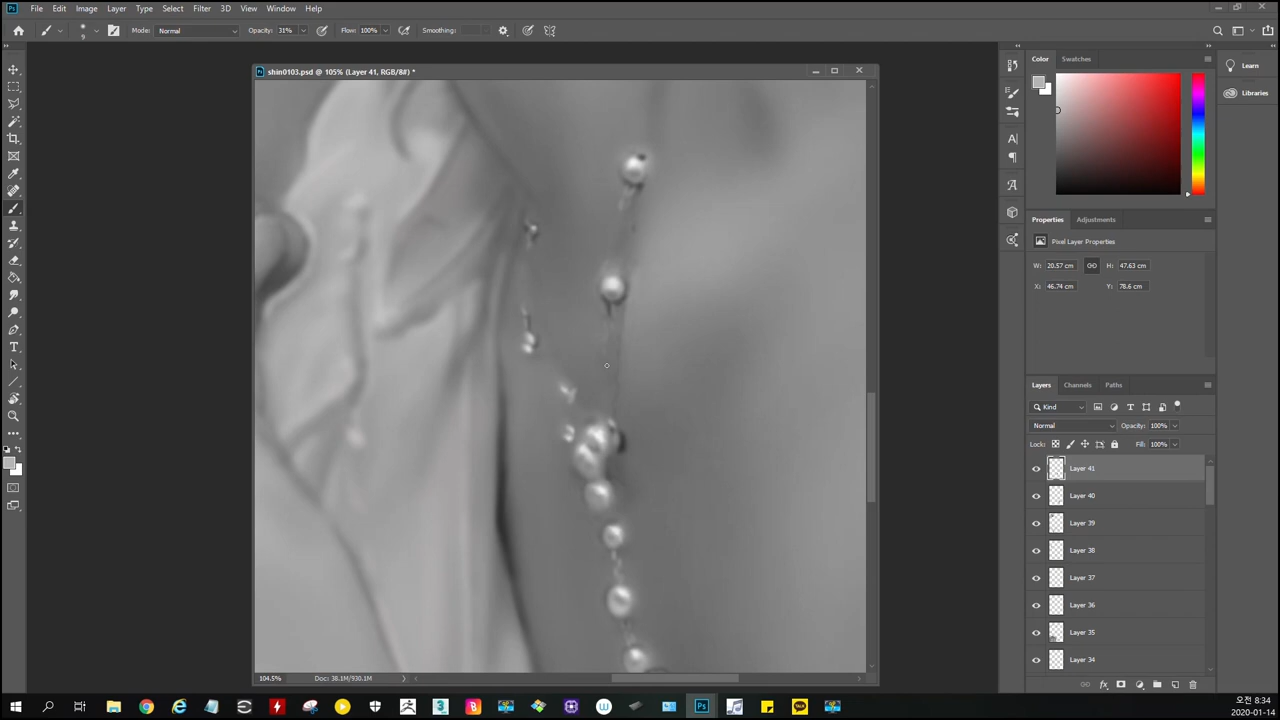 Ps File Edit Image Layer Type Select Filter 3D View Window Help
9 Mode: Normal Opacity: 31% Flow: 100% Smoothing:
shin0103.psd @ 105% (Layer 41, RGB/8#) *
Color Swatches
Learn
Libraries
Properties Adjustments
Pixel Layer Properties
W: 20.57 cm H: 47.63 cm
X: 46.74 cm Y: 78.6 cm
Layers Channels Paths
Kind
Normal Opacity: 100%
Lock: Fill: 100%
Layer 41
Layer 40
Layer 39
Layer 38
Layer 37
Layer 36
Layer 35
Layer 34
104.5% Doc: 38.1M/930.1M
오전 8:34
2020-01-14